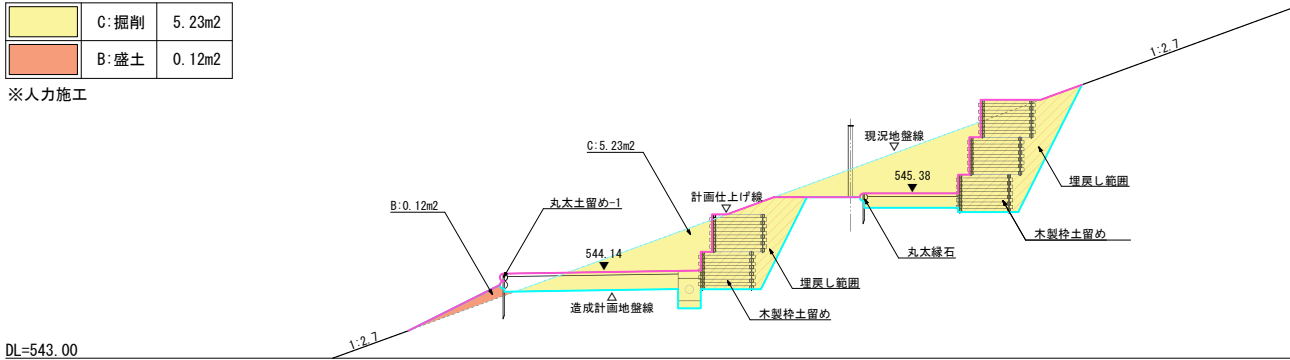 C:掘削 5.23m2
B:盛土 0.12m2
※人力施工
1:2.7
現況地盤線
C:5.23m2
545.38
埋戻し範囲
計画仕上げ線
丸太土留め-1
B:0.12m2
木製枠土留め
丸太縁石
544.14
埋戻し範囲
造成計画地盤線
木製枠土留め
1:2.7
DL=543.00